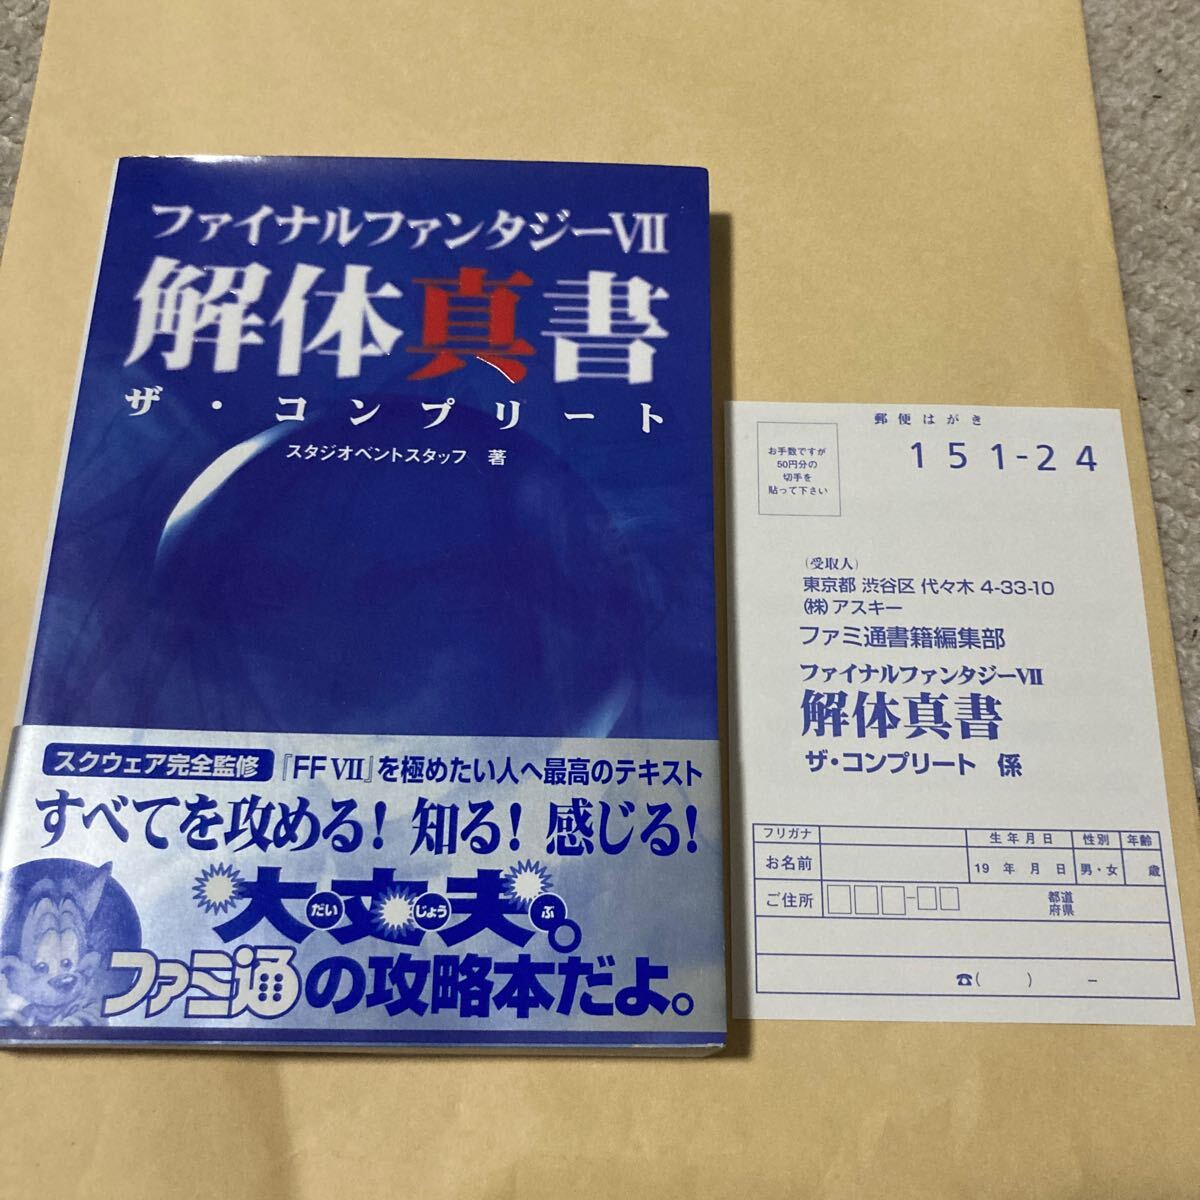 ファイナルファンタジーVII
解体真書
ザ・コンプリート
スタジオベントスタッフ 著
スクウェア完全監修 『FF VII』を極めたい人へ最高のテキスト
すべてを攻める! 知る! 感じる!
大丈夫。
だい じょう ぶ
ファミ通の攻略本だよ。
郵便はがき
お手数ですが
50円分の
切手を
貼って下さい
151-24
(受取人)
東京都 渋谷区 代々木 4-33-10
(株)アスキー
ファミ通書籍編集部
ファイナルファンタジーVII
解体真書
ザ・コンプリート 係
フリガナ 生年月日 性別 年齢
お名前 19 年 月 日 男・女 歳
ご住所 - 都道
府県
☎( ) -